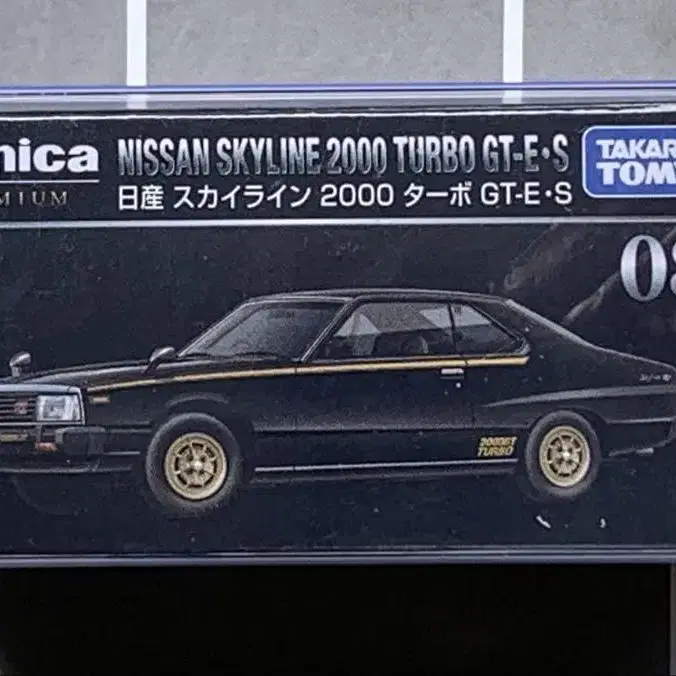 mica
NISSAN SKYLINE 2000 TURBO GT-E•S
TAKAR
TOM
MIUM
日産 スカイライン 2000 ターボ GT-E•S
2000GT
TURBO